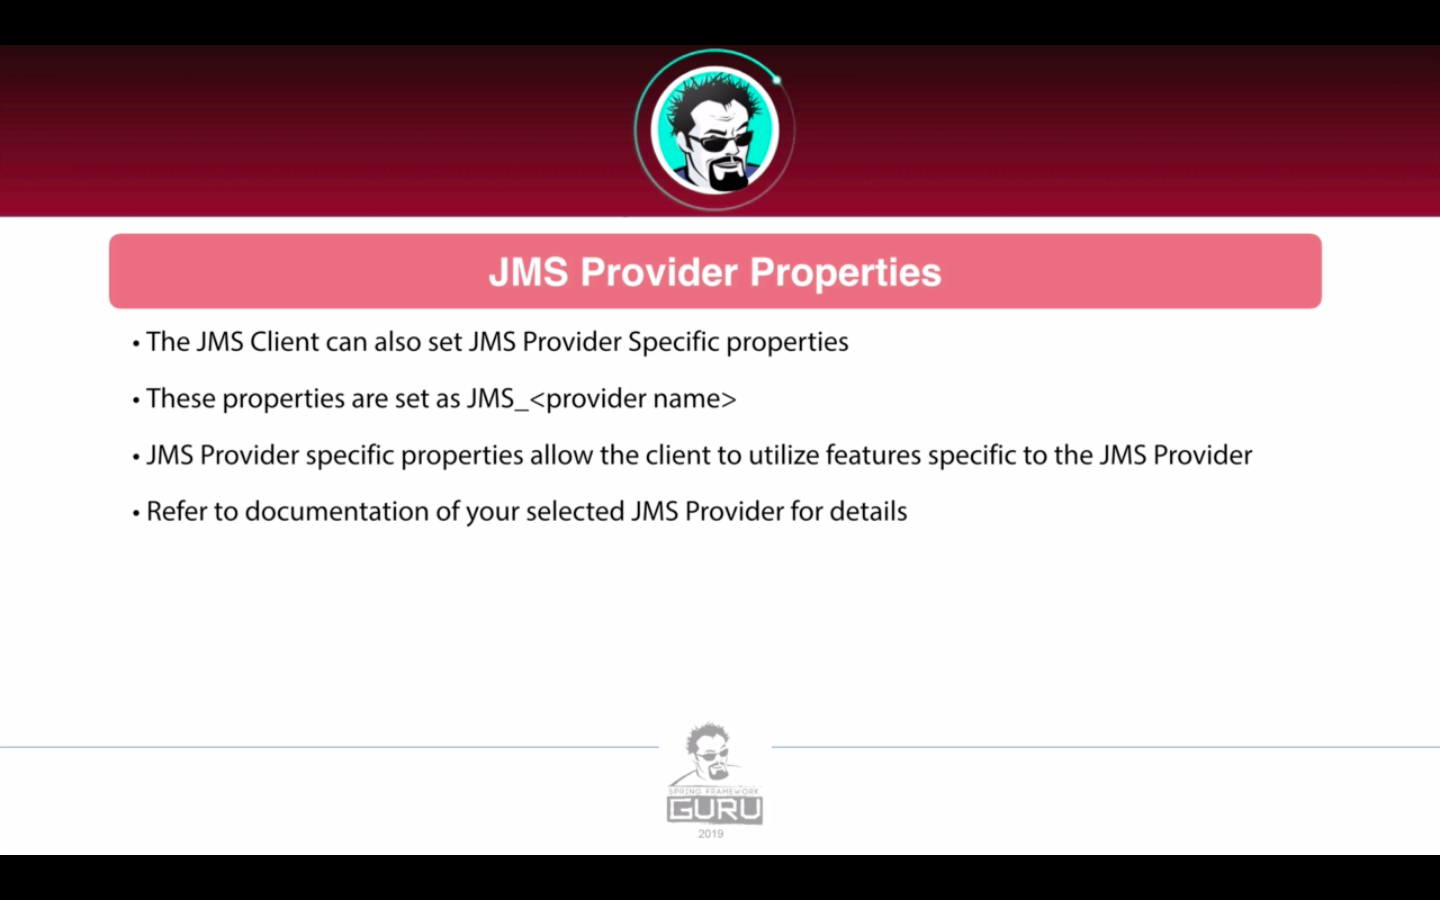 JMS Provider Properties
• The JMS Client can also set JMS Provider Specific properties
• These properties are set as JMS_<provider name>
• JMS Provider specific properties allow the client to utilize features specific to the JMS Provider
• Refer to documentation of your selected JMS Provider for details
SPRING FRAMEWORK
GURU
2019